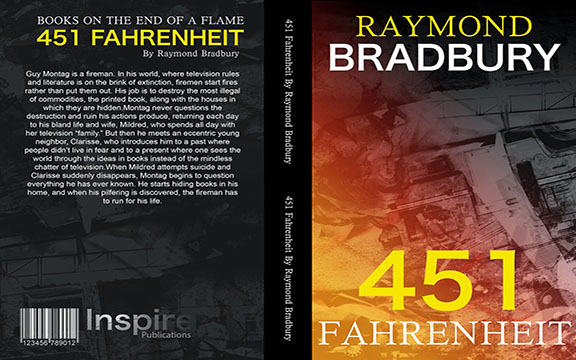 BOOKS ON THE END OF A FLAME
451 FAHRENHEIT
By Raymond Bradbury
Guy Montag is a fireman. In his world, where television rules
and literature is on the brink of extinction, firemen start fires
rather than put them out. His job is to destroy the most illegal
of commodities, the printed book, along with the houses in
which they are hidden.Montag never questions the
destruction and ruin his actions produce, returning each day
to his bland life and wife, Mildred, who spends all day with
her television “family.” But then he meets an eccentric young
neighbor, Clarisse, who introduces him to a past where
people didn’t live in fear and to a present where one sees the
world through the ideas in books instead of the mindless
chatter of television.When Mildred attempts suicide and
Clarisse suddenly disappears, Montag begins to question
everything he has ever known. He starts hiding books in his
home, and when his pilfering is discovered, the fireman has
to run for his life.
123456 789012
Inspire
Publications
451 Fahrenheit By Raymond Bradbury
451 Fahrenheit By Raymond Bradbury
RAYMOND
BRADBURY
451
FAHRENHEIT